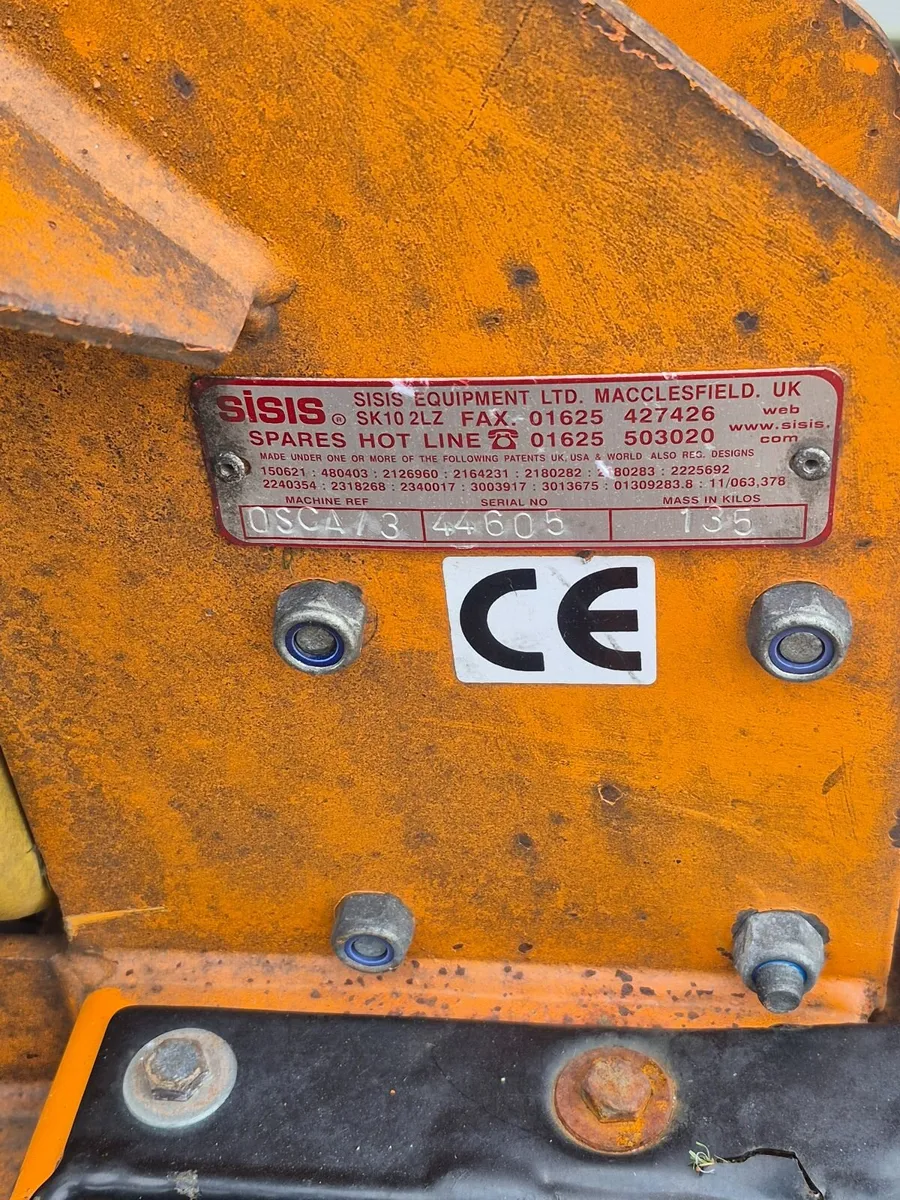 sisis ® SISIS EQUIPMENT LTD. MACCLESFIELD. UK
SK10 2LZ FAX. 01625 427426 web
SPARES HOT LINE ☎ 01625 503020 www.sisis.com
MADE UNDER ONE OR MORE OF THE FOLLOWING PATENTS UK, USA & WORLD ALSO REG. DESIGNS
150621 : 480403 : 2126960 : 2164231 : 2180282 : 2180283 : 2225692
2240354 : 2318268 : 2340017 : 3003917 : 3013675 : 01309283.8 : 11/063,378
MACHINE REF SERIAL NO MASS IN KILOS
OSCA/3 44605 135
CE